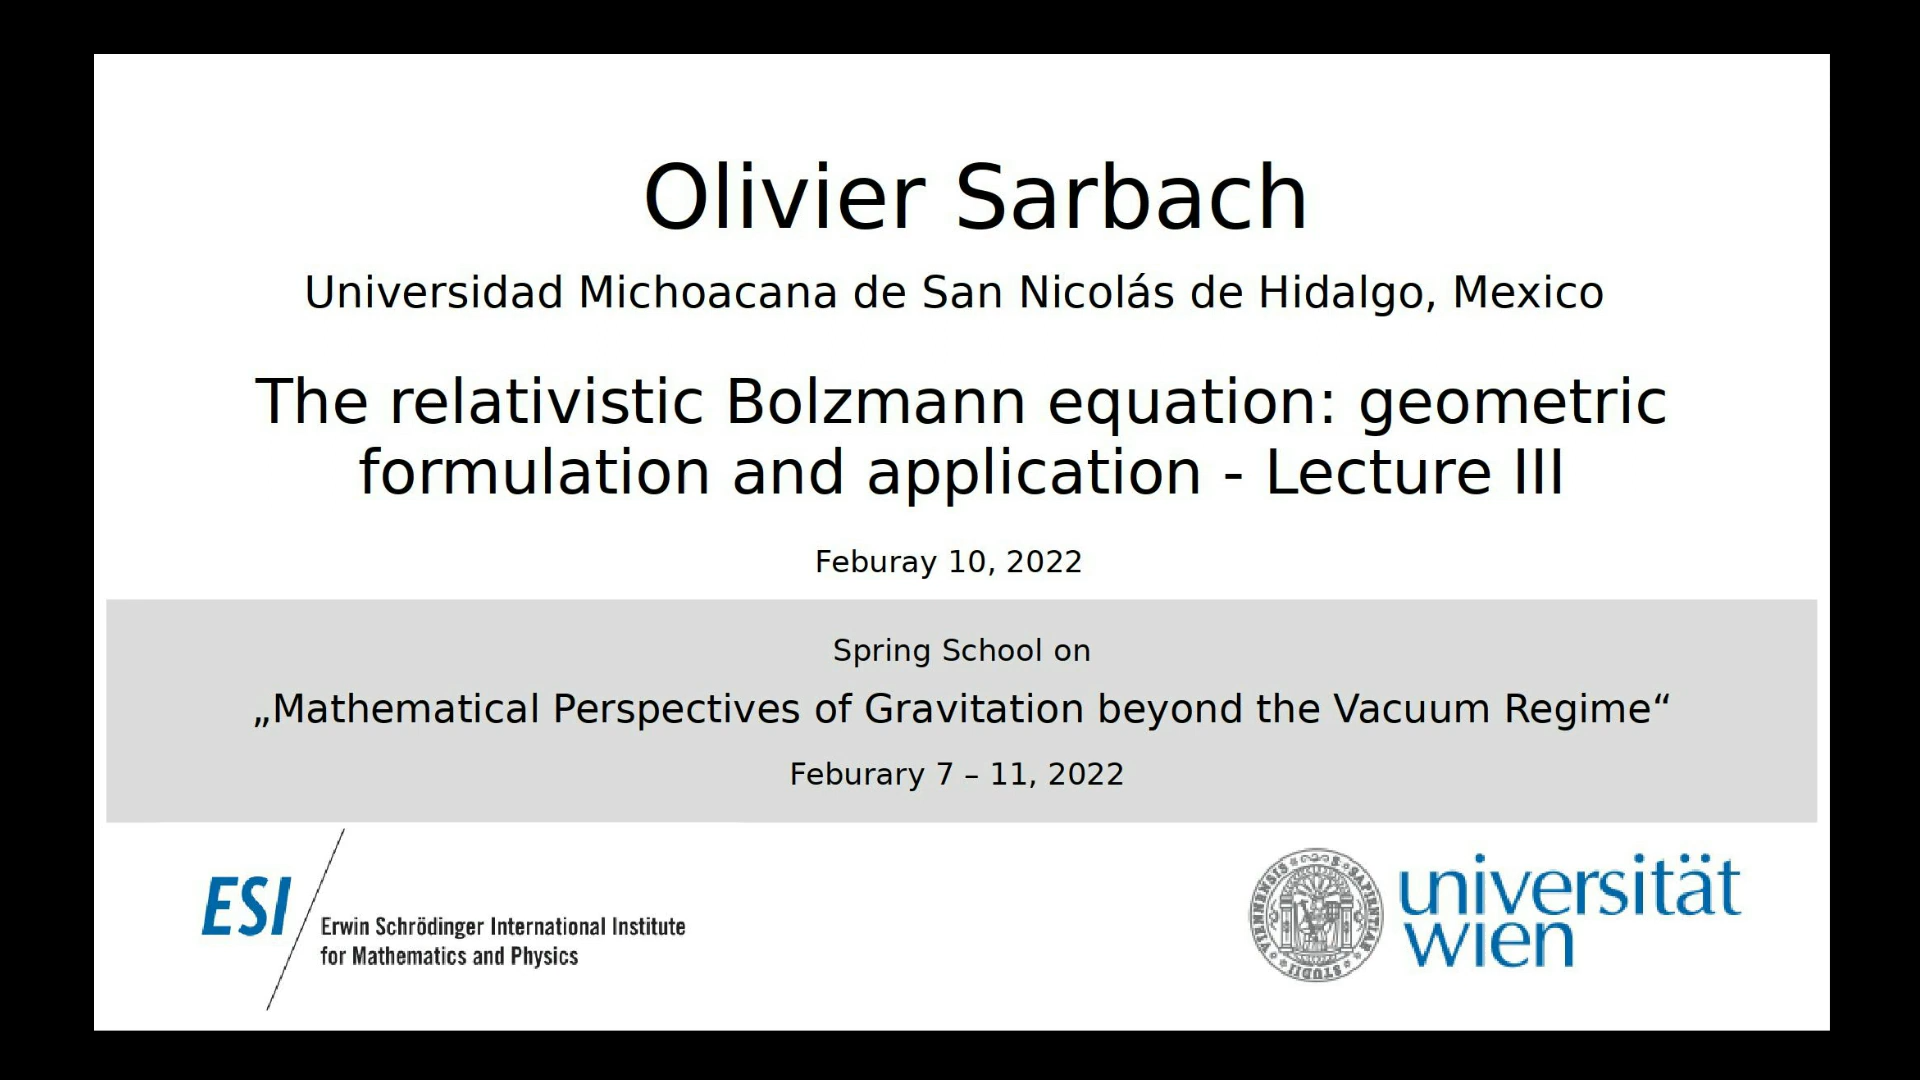 Olivier Sarbach
Universidad Michoacana de San Nicolás de Hidalgo, Mexico
The relativistic Bolzmann equation: geometric
formulation and application - Lecture III
Feburay 10, 2022
Spring School on
„Mathematical Perspectives of Gravitation beyond the Vacuum Regime“
Feburary 7 – 11, 2022
ESI
Erwin Schrödinger International Institute
for Mathematics and Physics
universität
wien